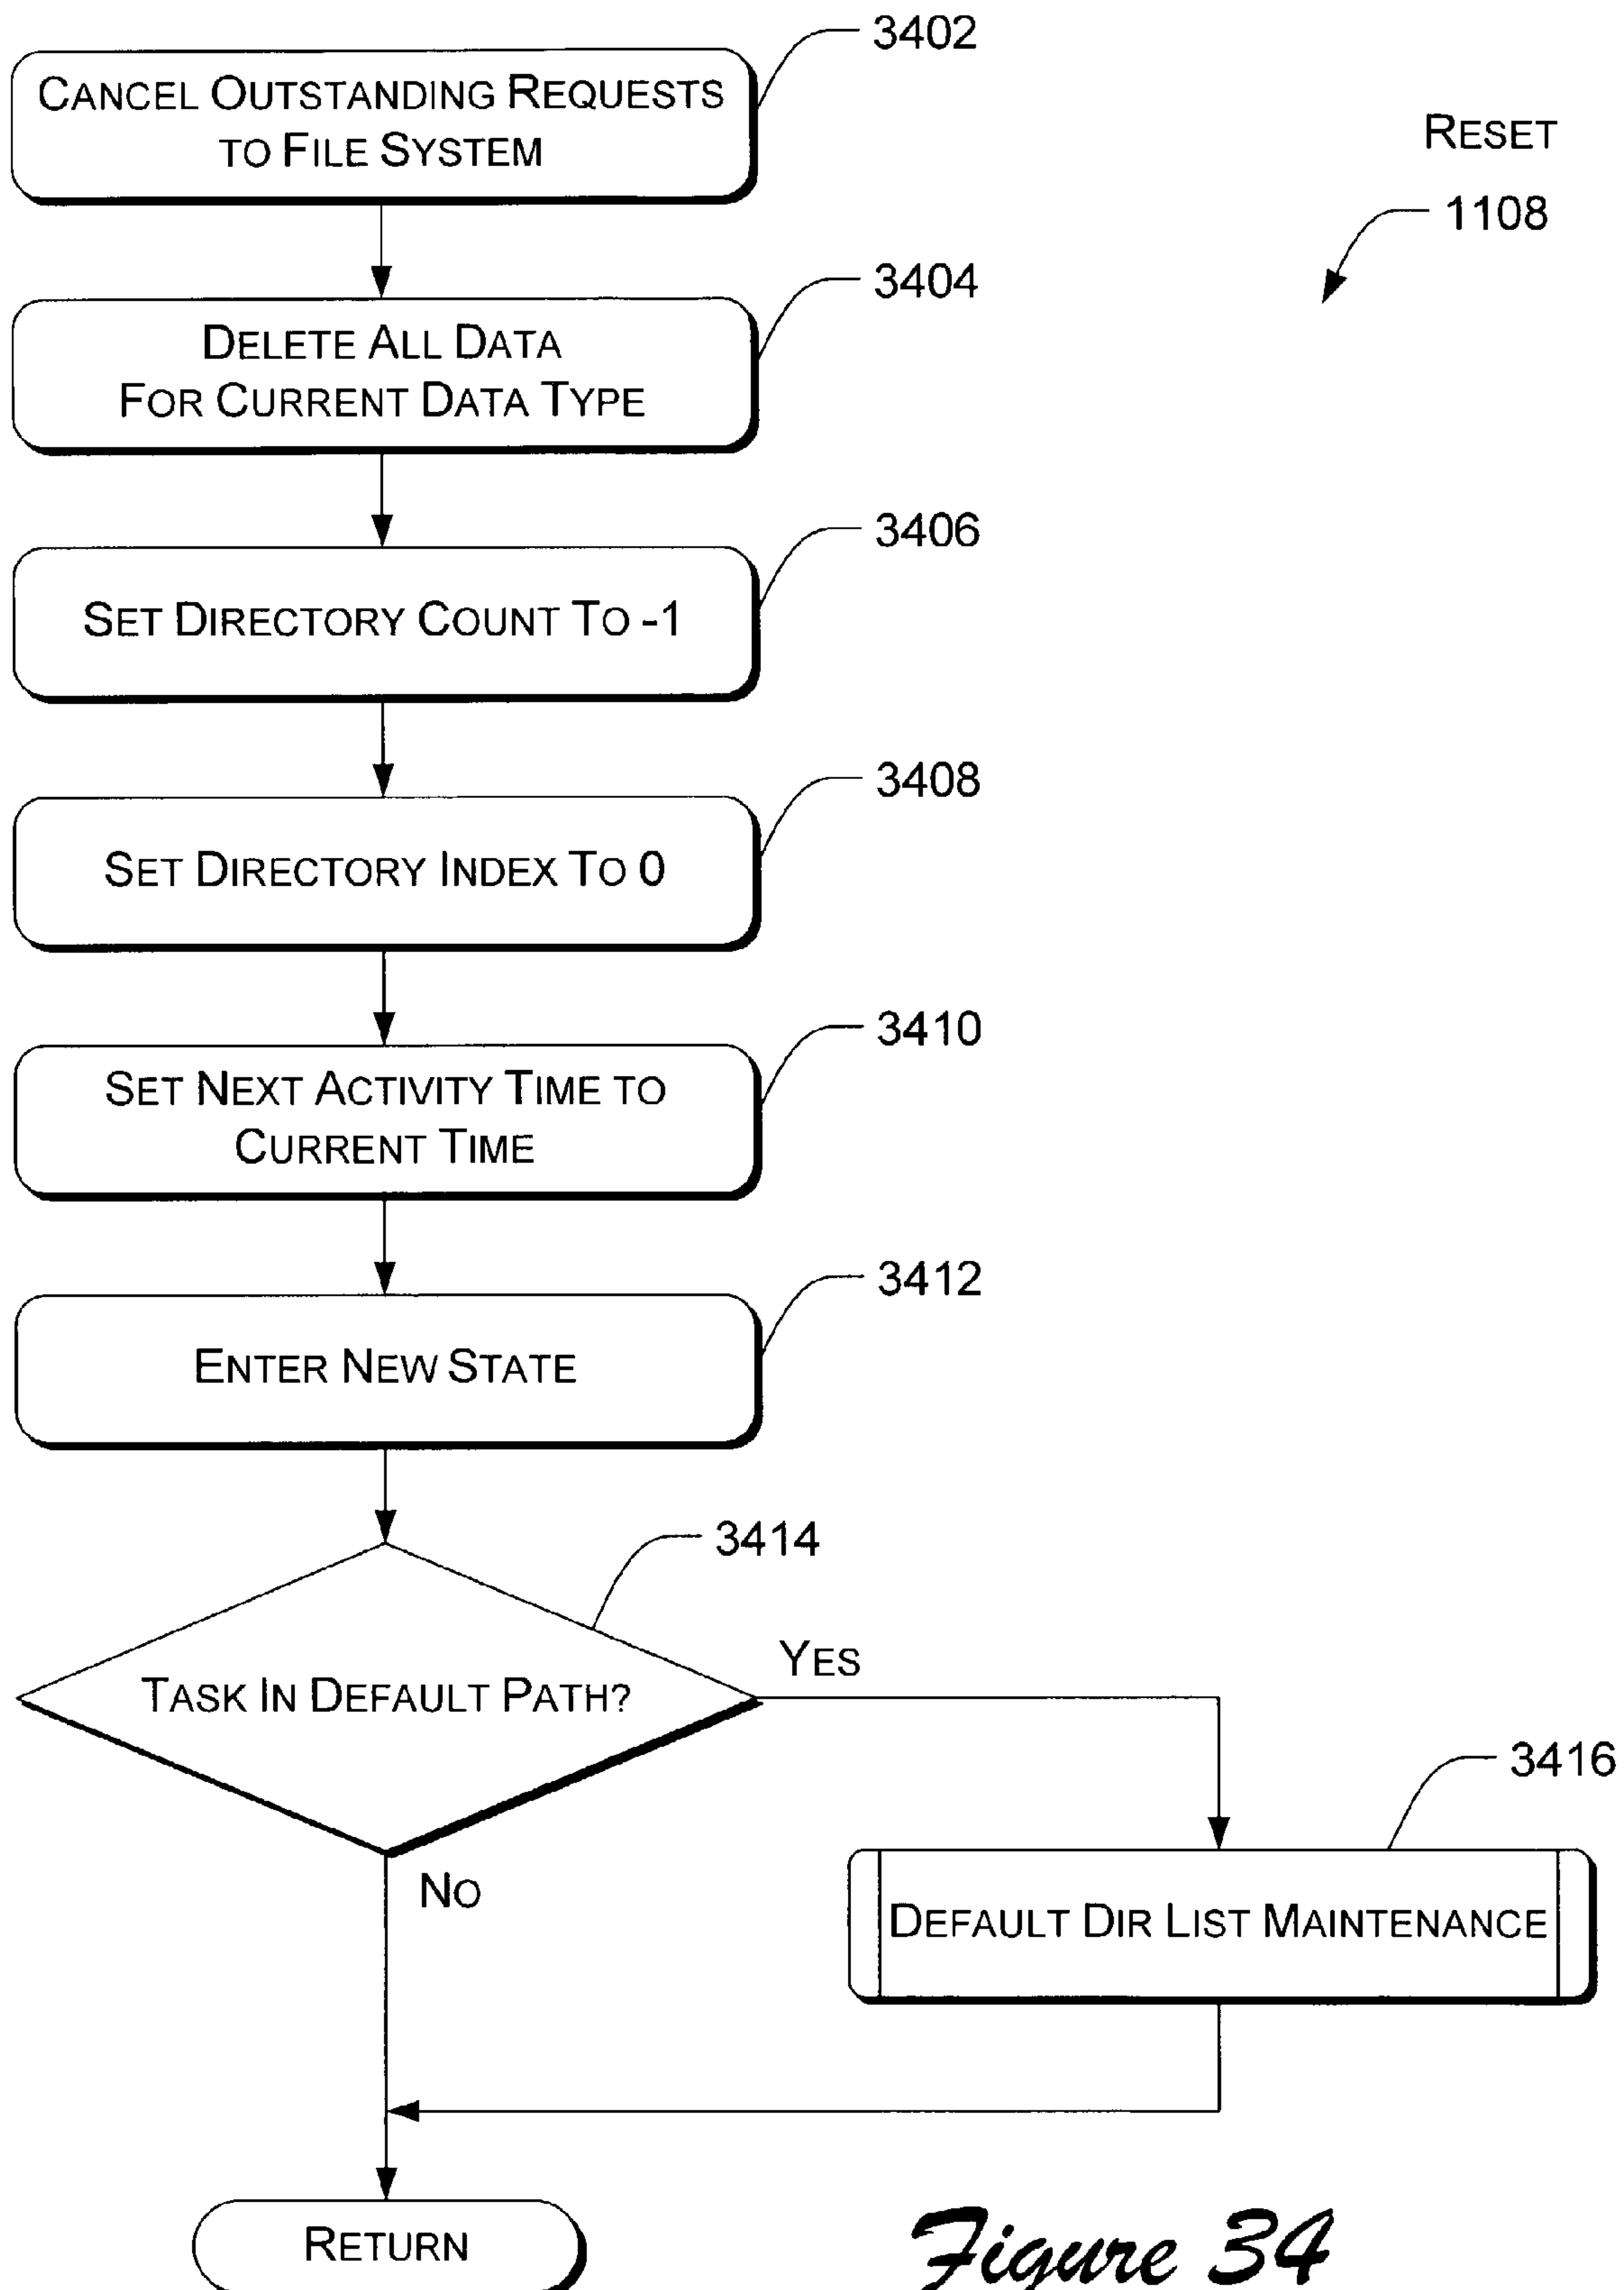 3402
CANCEL OUTSTANDING REQUESTS
TO FILE SYSTEM
RESET
1108
3404
DELETE ALL DATA
FOR CURRENT DATA TYPE
3406
SET DIRECTORY COUNT TO -1
3408
SET DIRECTORY INDEX TO 0
3410
SET NEXT ACTIVITY TIME TO
CURRENT TIME
3412
ENTER NEW STATE
3414
TASK IN DEFAULT PATH?
YES
3416
NO
DEFAULT DIR LIST MAINTENANCE
RETURN
Figure 34